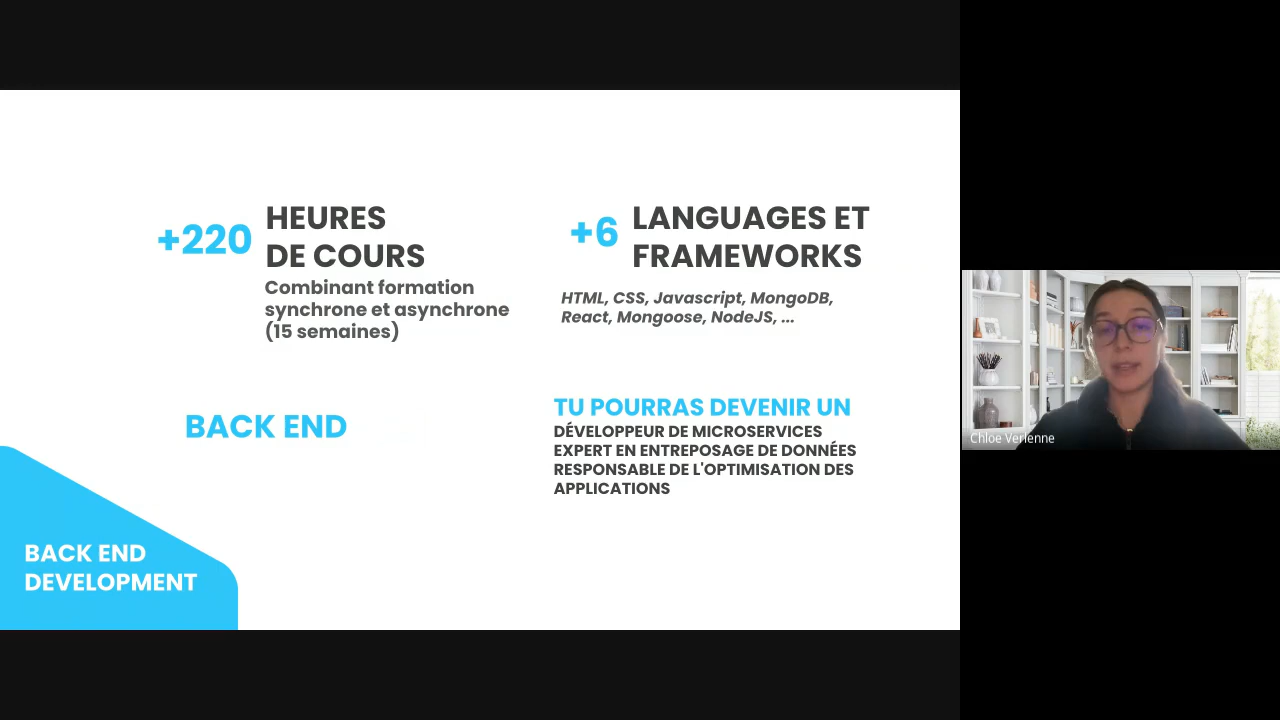 +220
HEURES
DE COURS
Combinant formation
synchrone et asynchrone
(15 semaines)
+6
LANGUAGES ET
FRAMEWORKS
HTML, CSS, Javascript, MongoDB,
React, Mongoose, NodeJS, ...
BACK END
TU POURRAS DEVENIR UN
DÉVELOPPEUR DE MICROSERVICES
EXPERT EN ENTREPOSAGE DE DONNÉES
RESPONSABLE DE L'OPTIMISATION DES
APPLICATIONS
BACK END
DEVELOPMENT
Chloe Verlenne